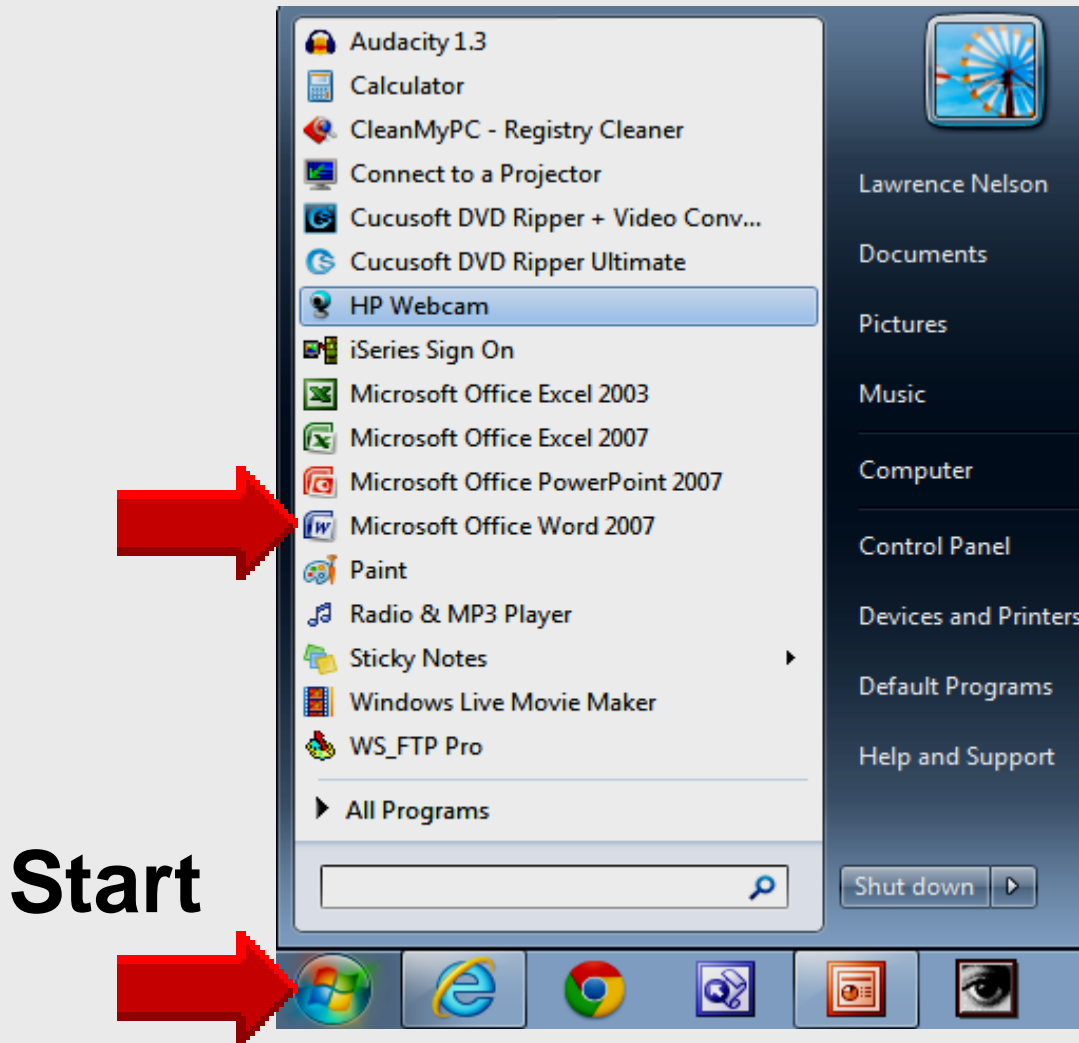 Audacity 1.3
Calculator
CleanMyPC - Registry Cleaner
Connect to a Projector
Cucusoft DVD Ripper + Video Conv...
Cucusoft DVD Ripper Ultimate
HP Webcam
iSeries Sign On
Microsoft Office Excel 2003
Microsoft Office Excel 2007
Microsoft Office PowerPoint 2007
Microsoft Office Word 2007
Paint
Radio & MP3 Player
Sticky Notes
Windows Live Movie Maker
WS_FTP Pro
All Programs
Lawrence Nelson
Documents
Pictures
Music
Computer
Control Panel
Devices and Printers
Default Programs
Help and Support
Shut down
Start